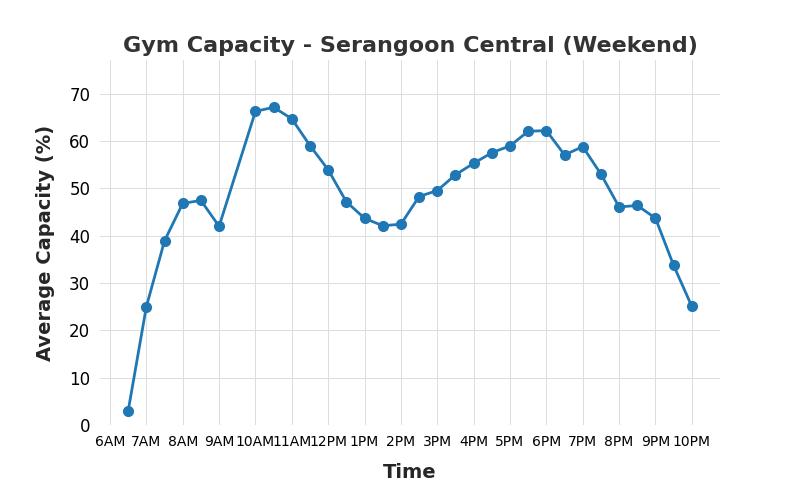 Gym Capacity - Serangoon Central (Weekend)
Average Capacity (%)
70
60
50
40
30
20
10
0
6AM 7AM 8AM 9AM 10AM 11AM 12PM 1PM 2PM 3PM 4PM 5PM 6PM 7PM 8PM 9PM 10PM
Time